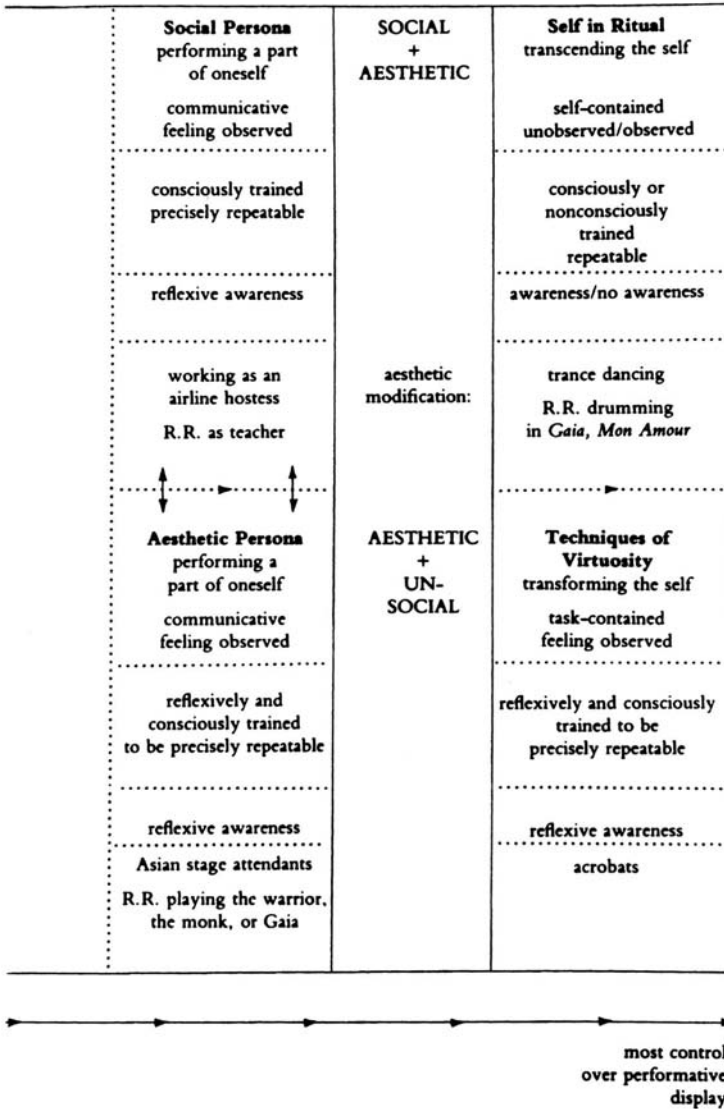 Social Persona
performing a part
of oneself
communicative
feeling observed
consciously trained
precisely repeatable
reflexive awareness
working as an
airline hostess
R.R. as teacher
Aesthetic Persona
performing a
part of oneself
communicative
feeling observed
reflexively and
consciously trained
to be precisely repeatable
reflexive awareness
Asian stage attendants
R.R. playing the warrior,
the monk, or Gaia
SOCIAL
+
AESTHETIC
aesthetic
modification:
AESTHETIC
+
UN-
SOCIAL
Self in Ritual
transcending the self
self-contained
unobserved/observed
consciously or
nonconsciously
trained
repeatable
awareness/no awareness
trance dancing
R.R. drumming
in Gaia, Mon Amour
Techniques of
Virtuosity
transforming the self
task-contained
feeling observed
reflexively and consciously
trained to be
precisely repeatable
reflexive awareness
acrobats
most control
over performative
display